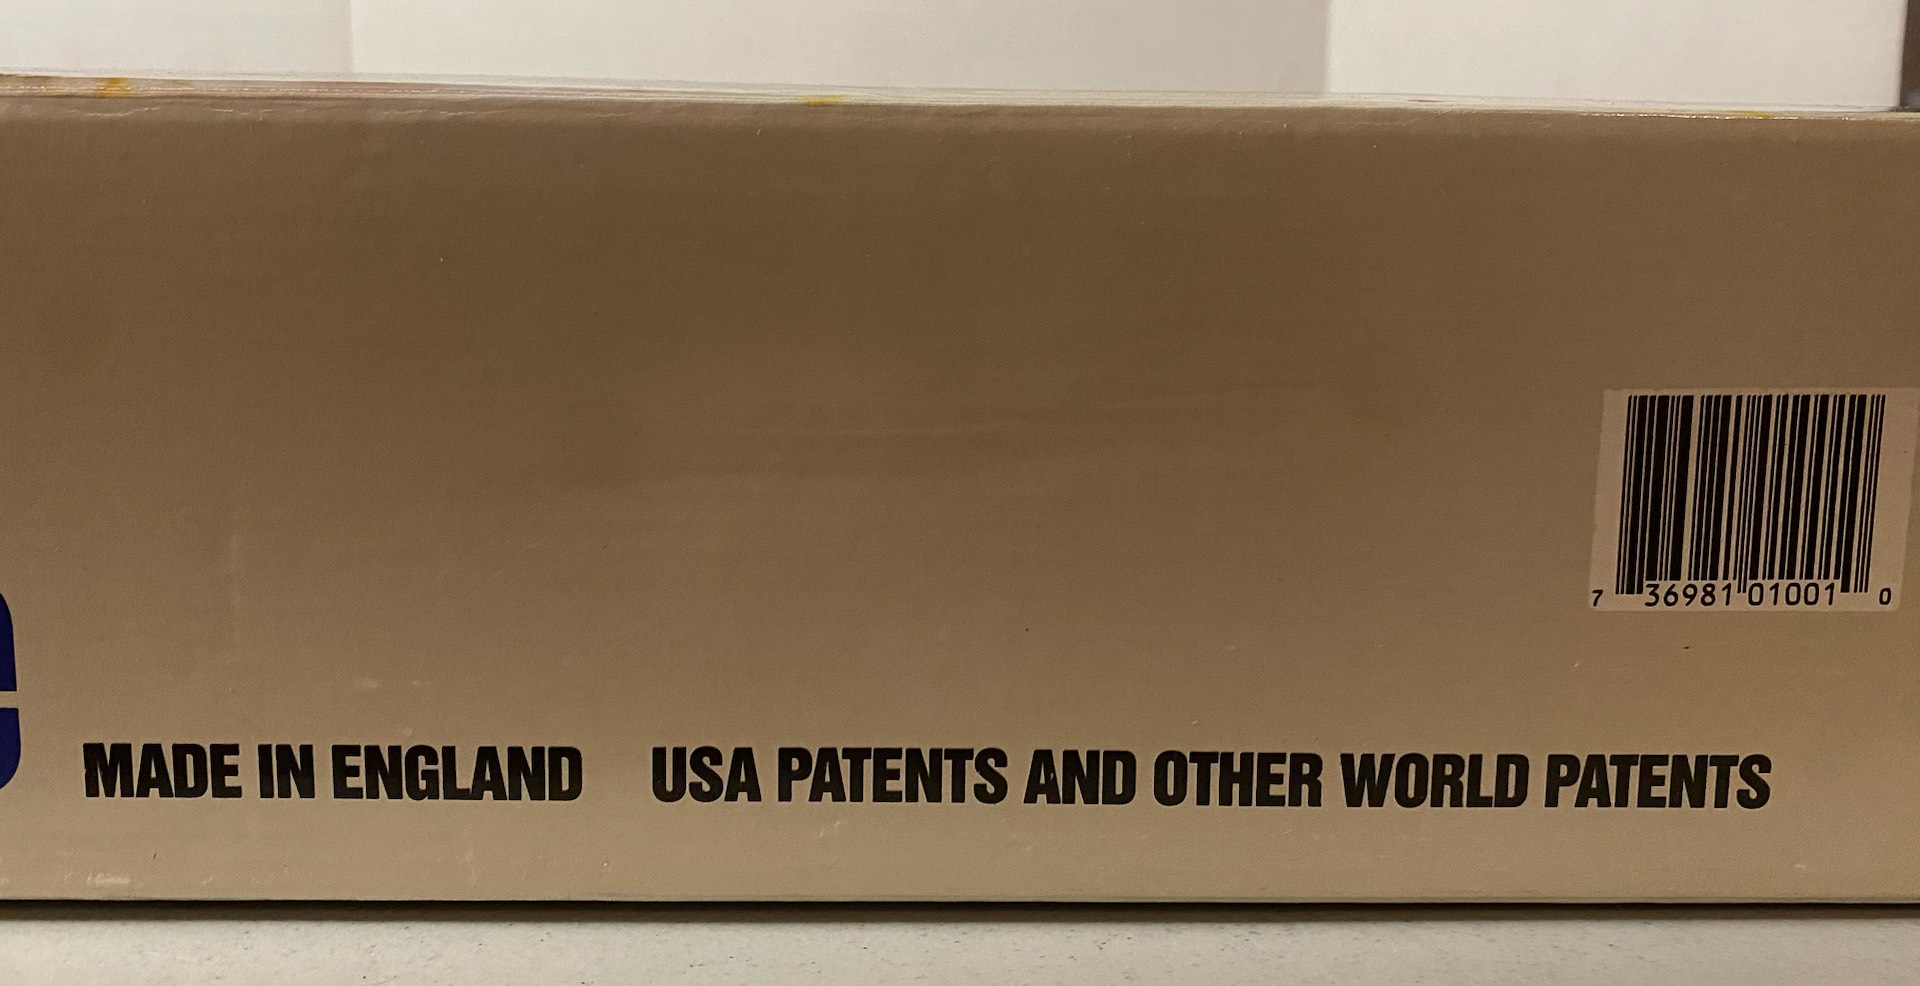 7 36981 01001 0
MADE IN ENGLAND USA PATENTS AND OTHER WORLD PATENTS